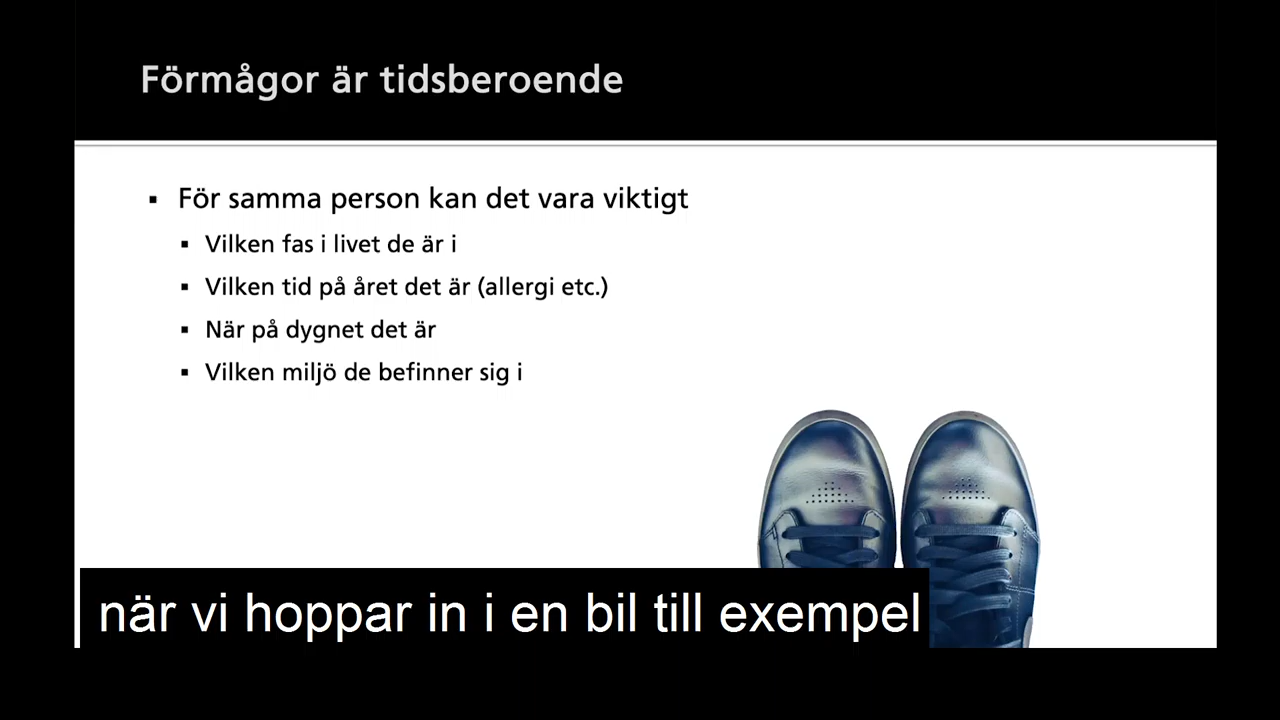 Förmågor är tidsberoende
▪ För samma person kan det vara viktigt
▪ Vilken fas i livet de är i
▪ Vilken tid på året det är (allergi etc.)
▪ När på dygnet det är
▪ Vilken miljö de befinner sig i
när vi hoppar in i en bil till exempel